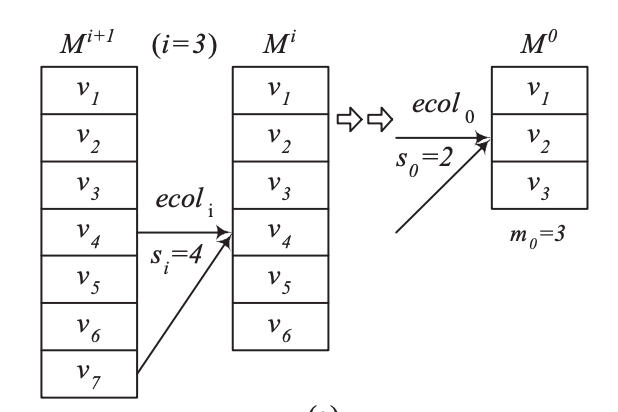 M^{i+1} (i=3) M^i M^0
v_1 v_1 v_1
ecol_0
v_2 v_2 v_2
s_0=2
v_3 v_3 v_3
ecol_i
v_4 v_4 m_0=3
s_i=4
v_5 v_5
v_6 v_6
v_7